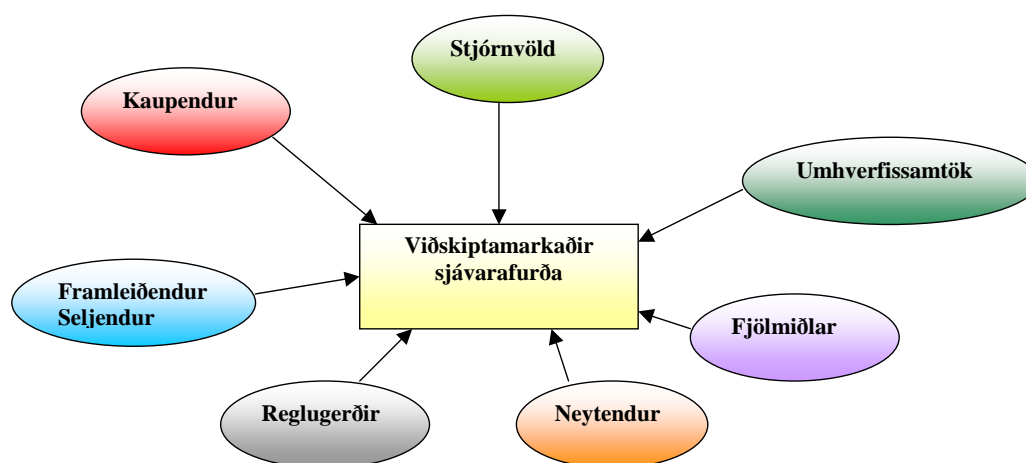 Stjórnvöld
Kaupendur
Umhverfissamtök
Viðskiptamarkaðir
sjávarafurða
Framleiðendur
Seljendur
Fjölmiðlar
Reglugerðir
Neytendur